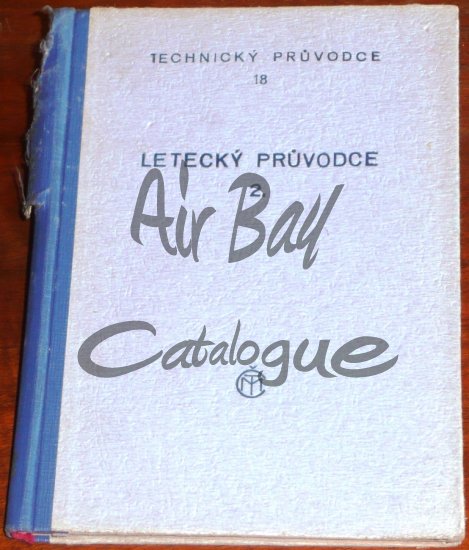 TECHNICKÝ PRŮVODCE
18
LETECKÝ PRŮVODCE
2.
Air Bay
Catalogue